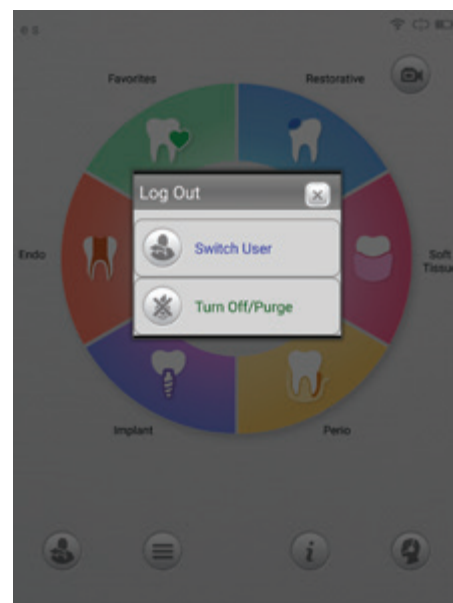 e s
Favorites
Restorative
Log Out
Switch User
Endo
Soft
Tissue
Turn Off/Purge
Implant
Perio
i